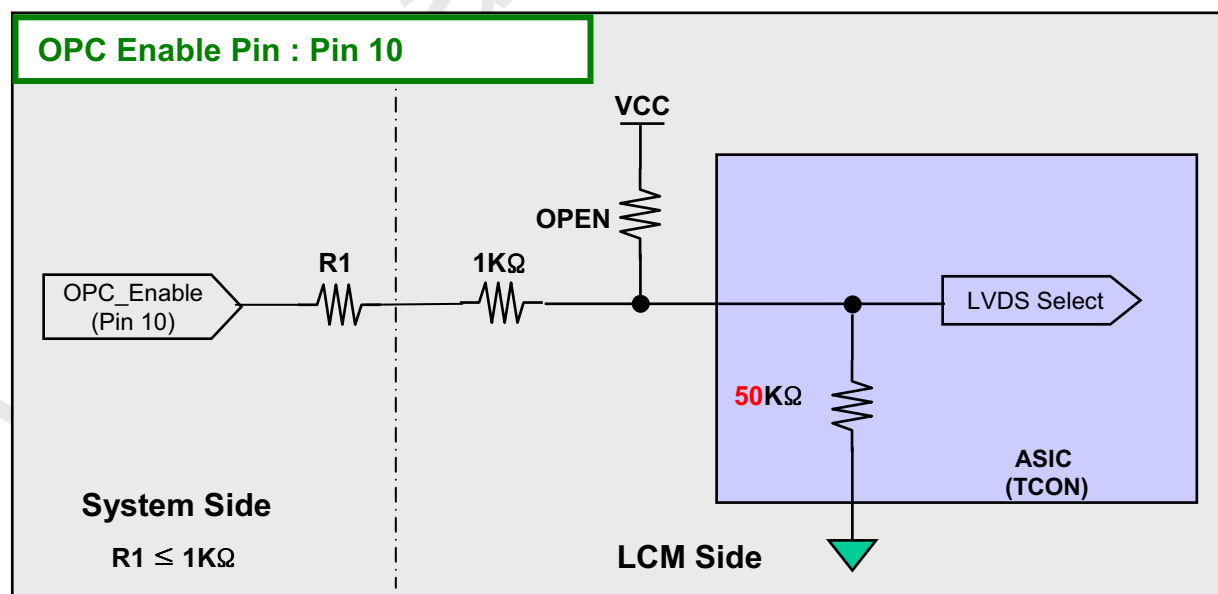 OPC Enable Pin : Pin 10
VCC
OPEN
R1
1KΩ
OPC_Enable
(Pin 10)
LVDS Select
50KΩ
ASIC
(TCON)
System Side
R1 ≤ 1KΩ
LCM Side